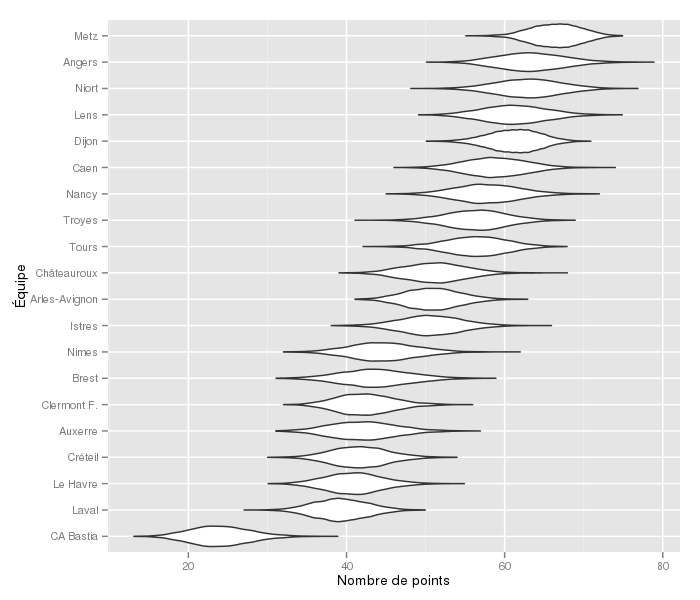 Metz
Angers
Niort
Lens
Dijon
Caen
Nancy
Troyes
Tours
Châteauroux
Arles-Avignon
Istres
Nimes
Brest
Clermont F.
Auxerre
Créteil
Le Havre
Laval
CA Bastia
Équipe
20 40 60 80
Nombre de points